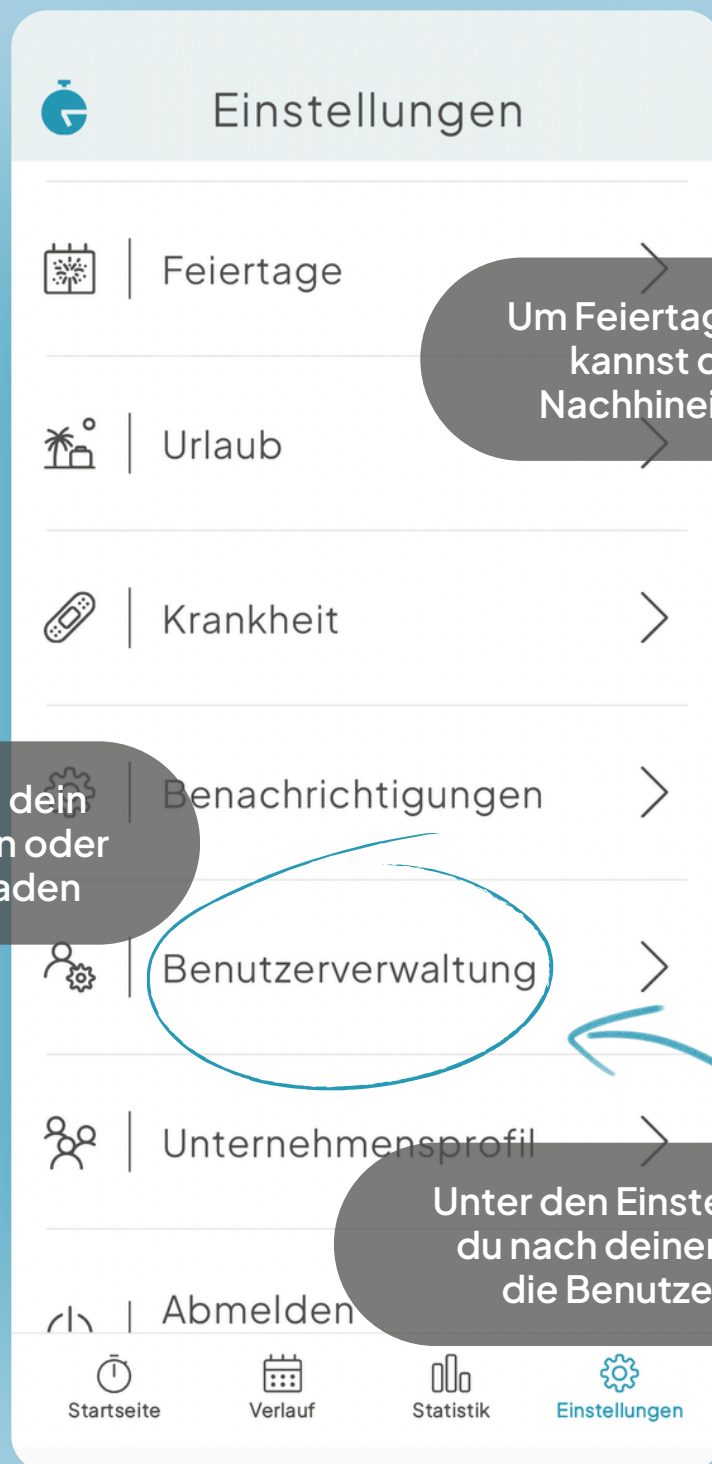 Einstellungen
Feiertage
Um Feiertag
kannst
Nachhinei
Urlaub
Krankheit
dein
oder
Benachrichtigungen
Benutzerverwaltung
Unternehmensprofil
Unter den Einste
du nach deiner
die Benutze
Abmelden
Startseite
Verlauf
Statistik
Einstellungen